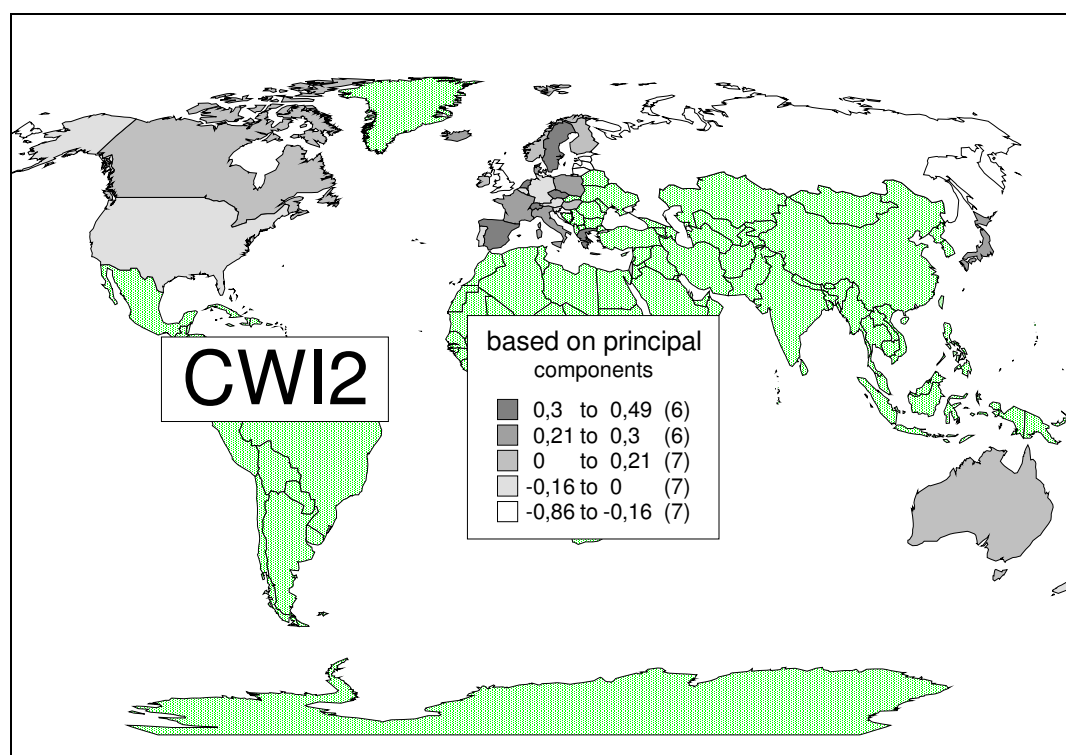 CWI2
based on principal
components
0,3 to 0,49 (6)
0,21 to 0,3 (6)
0 to 0,21 (7)
-0,16 to 0 (7)
-0,86 to -0,16 (7)